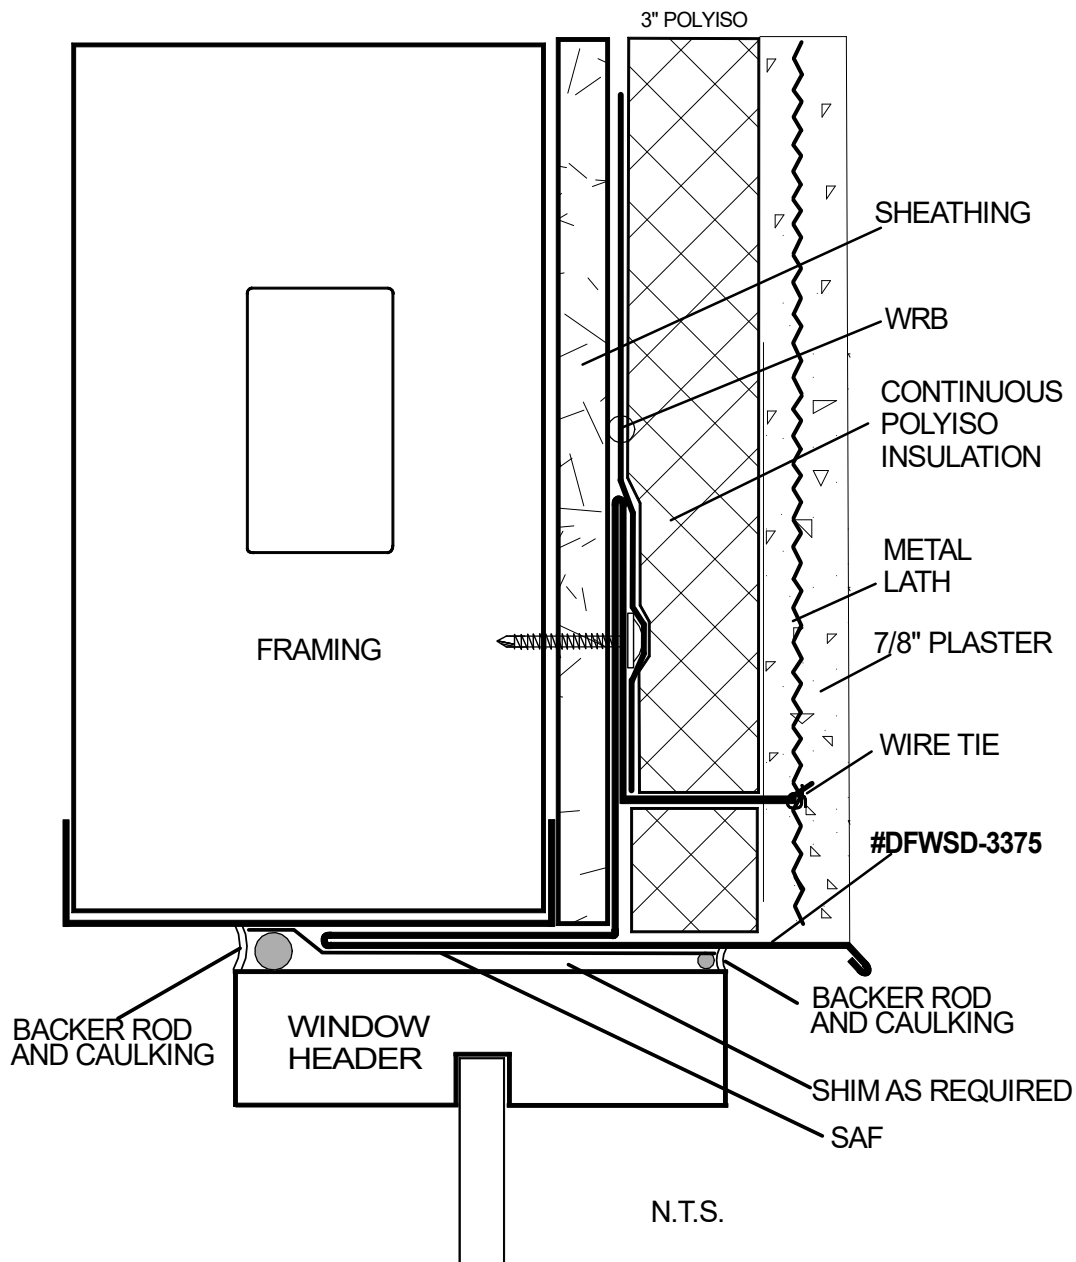 3" POLYISO
SHEATHING
WRB
CONTINUOUS
POLYISO
INSULATION
METAL
LATH
FRAMING
7/8" PLASTER
WIRE TIE
#DFWSD-3375
BACKER ROD
AND CAULKING
WINDOW
HEADER
BACKER ROD
AND CAULKING
SHIM AS REQUIRED
SAF
N.T.S.